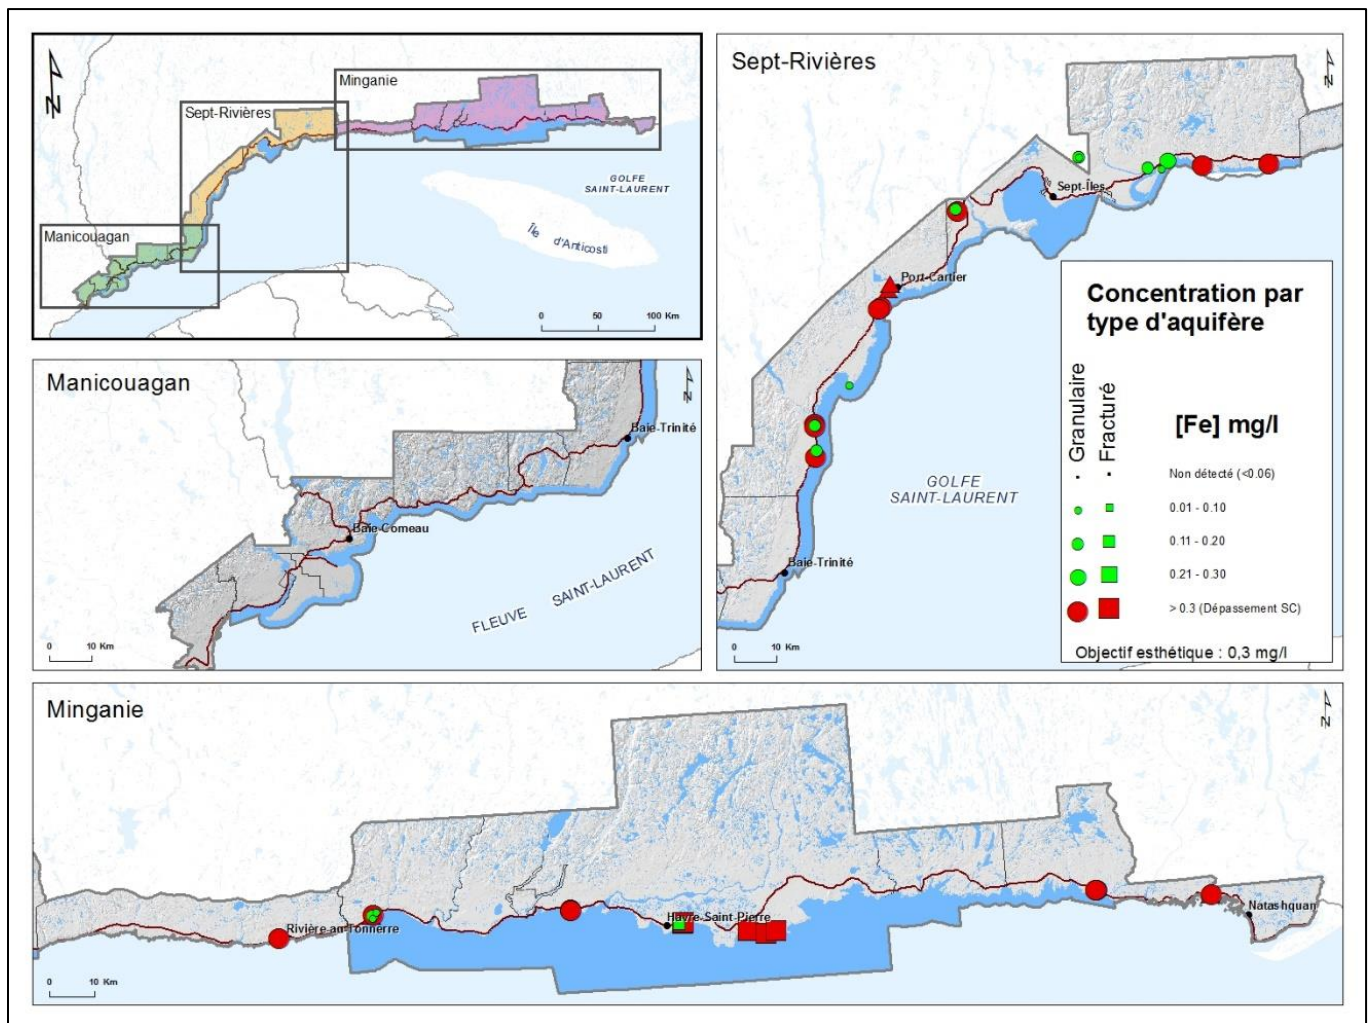 N
Minganie
Sept-Rivières
Manicouagan
GOLFE
SAINT-LAURENT
Île d'Anticosti
0 50 100 Km
Sept-Rivières
N
Sept-Îles
Port-Cartier
GOLFE
SAINT-LAURENT
Baie-Trinité
0 10 Km
Concentration par
type d'aquifère
Granulaire
Fracturé
[Fe] mg/l
Non détecté (<0.06)
0.01 - 0.10
0.11 - 0.20
0.21 - 0.30
> 0.3 (Dépassement SC)
Objectif esthétique : 0,3 mg/l
Manicouagan
N
Baie-Trinité
Baie-Comeau
FLEUVE SAINT-LAURENT
0 10 Km
Minganie
N
Rivière-au-Tonnerre
Havre-Saint-Pierre
Natashquan
0 10 Km